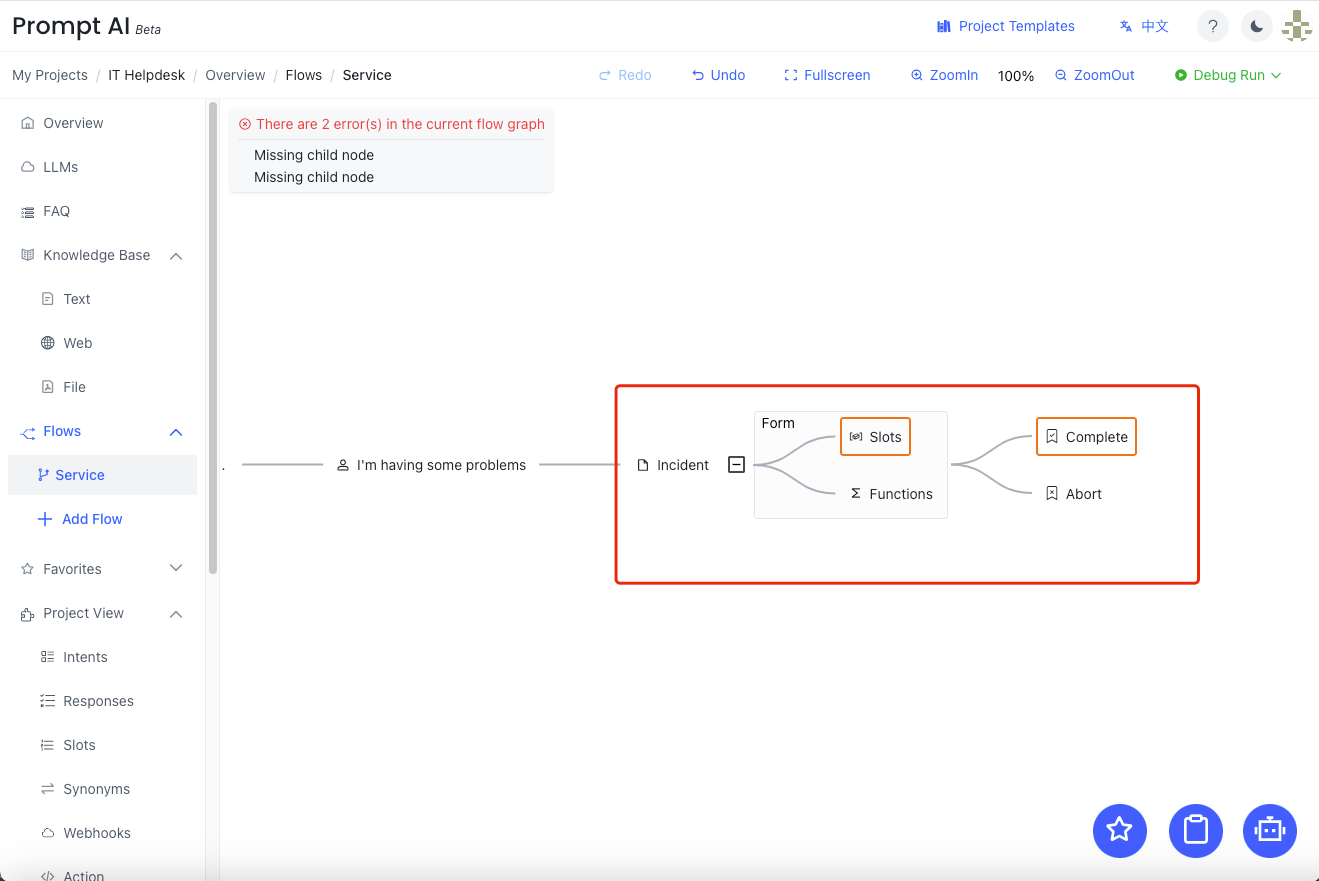 Prompt AI Beta
Project Templates
中文
?
My Projects / IT Helpdesk / Overview / Flows / Service
Redo
Undo
Fullscreen
ZoomIn
100%
ZoomOut
Debug Run
Overview
LLMs
FAQ
Knowledge Base
Text
Web
File
Flows
Service
Add Flow
Favorites
Project View
Intents
Responses
Slots
Synonyms
Webhooks
Action
There are 2 error(s) in the current flow graph
Missing child node
Missing child node
I'm having some problems
Incident
Form
Slots
Functions
Complete
Abort